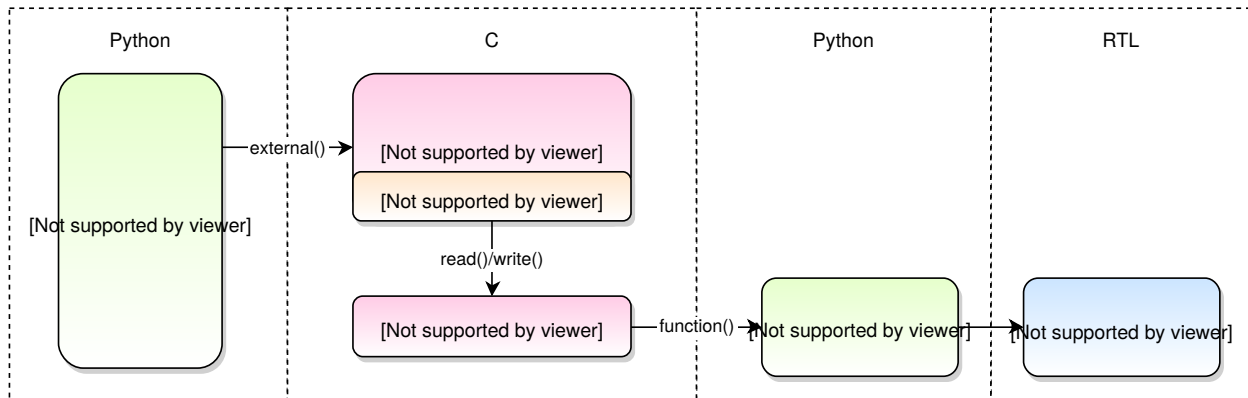 Python
C
Python
RTL
external()
[Not supported by viewer]
[Not supported by viewer]
[Not supported by viewer]
read()/write()
[Not supported by viewer]
function()
[Not supported by viewer]
[Not supported by viewer]